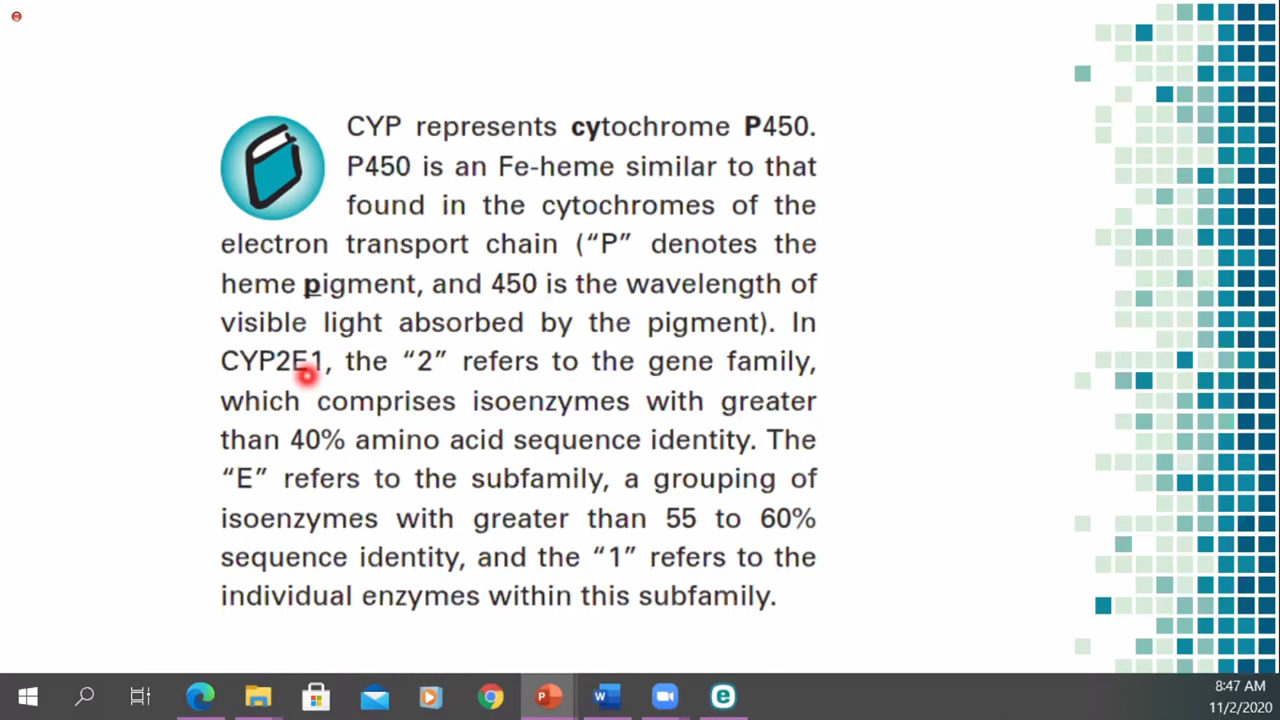 CYP represents cytochrome P450.
P450 is an Fe-heme similar to that
found in the cytochromes of the
electron transport chain (“P” denotes the
heme pigment, and 450 is the wavelength of
visible light absorbed by the pigment). In
CYP2E1, the “2” refers to the gene family,
which comprises isoenzymes with greater
than 40% amino acid sequence identity. The
“E” refers to the subfamily, a grouping of
isoenzymes with greater than 55 to 60%
sequence identity, and the “1” refers to the
individual enzymes within this subfamily.
8:47 AM
11/2/2020